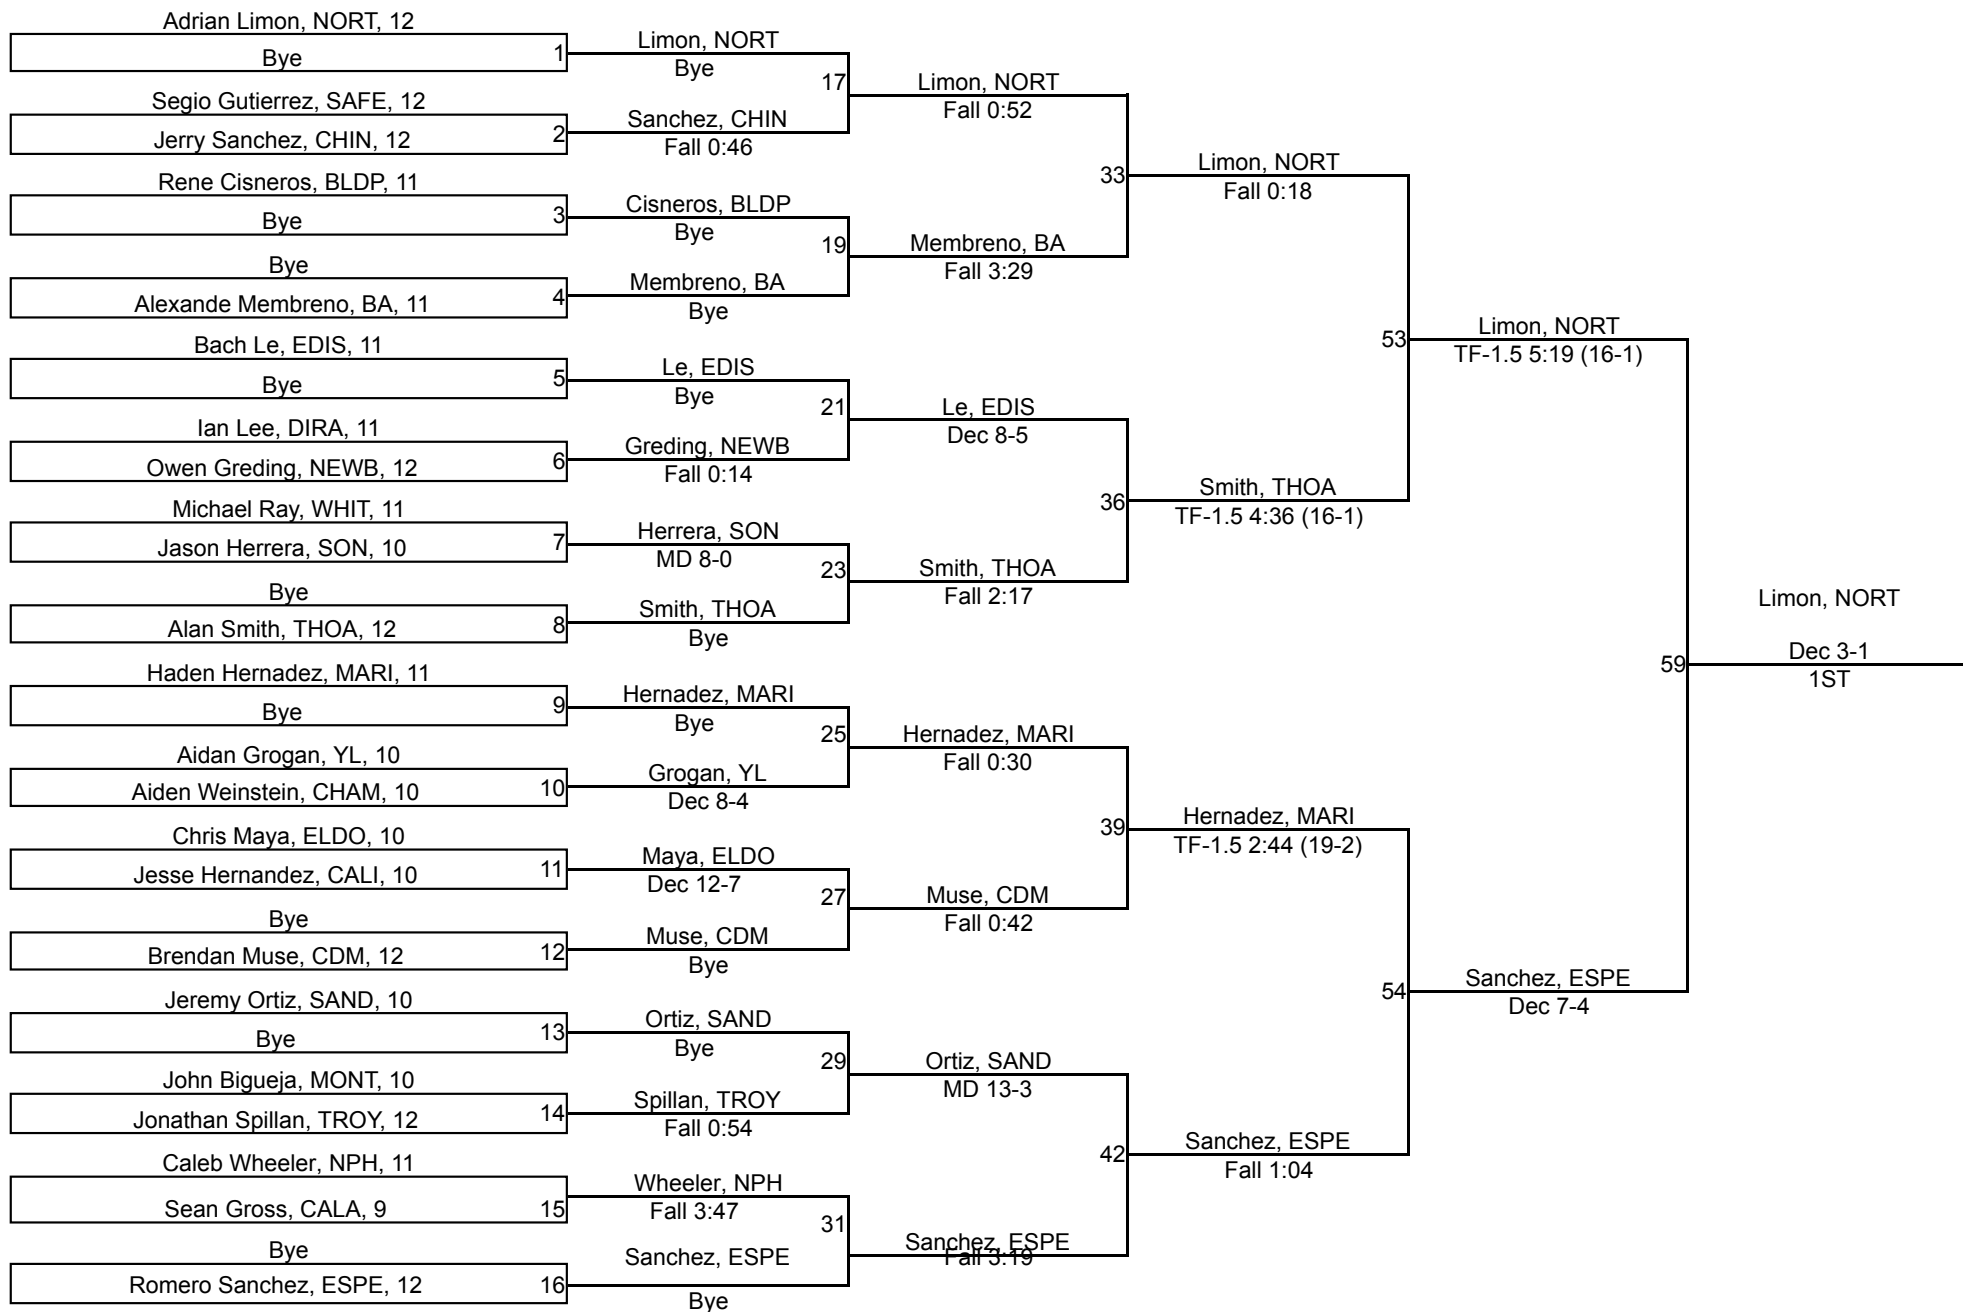 Adrian Limon, NORT, 12
Bye
1
Segio Gutierrez, SAFE, 12
Jerry Sanchez, CHIN, 12
2
Rene Cisneros, BLDP, 11
Bye
3
Bye
Alexande Membreno, BA, 11
4
Bach Le, EDIS, 11
Bye
5
Ian Lee, DIRA, 11
Owen Greding, NEWB, 12
6
Michael Ray, WHIT, 11
Jason Herrera, SON, 10
7
Bye
Alan Smith, THOA, 12
8
Haden Hernadez, MARI, 11
Bye
9
Aidan Grogan, YL, 10
Aiden Weinstein, CHAM, 10
10
Chris Maya, ELDO, 10
Jesse Hernandez, CALI, 10
11
Bye
Brendan Muse, CDM, 12
12
Jeremy Ortiz, SAND, 10
Bye
13
John Bigueja, MONT, 10
Jonathan Spillan, TROY, 12
14
Caleb Wheeler, NPH, 11
Sean Gross, CALA, 9
15
Bye
Romero Sanchez, ESPE, 12
16
Limon, NORT
Bye
17
Sanchez, CHIN
Fall 0:46
Cisneros, BLDP
Bye
19
Membreno, BA
Bye
Le, EDIS
Bye
21
Greding, NEWB
Fall 0:14
Herrera, SON
MD 8-0
23
Smith, THOA
Bye
Hernadez, MARI
Bye
25
Grogan, YL
Dec 8-4
Maya, ELDO
Dec 12-7
27
Muse, CDM
Bye
Ortiz, SAND
Bye
29
Spillan, TROY
Fall 0:54
Wheeler, NPH
Fall 3:47
31
Sanchez, ESPE
Bye
Limon, NORT
Fall 0:52
33
Membreno, BA
Fall 3:29
Le, EDIS
Dec 8-5
36
Smith, THOA
Fall 2:17
Hernadez, MARI
Fall 0:30
39
Muse, CDM
Fall 0:42
Ortiz, SAND
MD 13-3
42
Sanchez, ESPE
Fall 3:19
Limon, NORT
Fall 0:18
53
Smith, THOA
TF-1.5 4:36 (16-1)
Hernadez, MARI
TF-1.5 2:44 (19-2)
54
Sanchez, ESPE
Fall 1:04
Limon, NORT
TF-1.5 5:19 (16-1)
59
Sanchez, ESPE
Dec 7-4
Limon, NORT
Dec 3-1
1ST